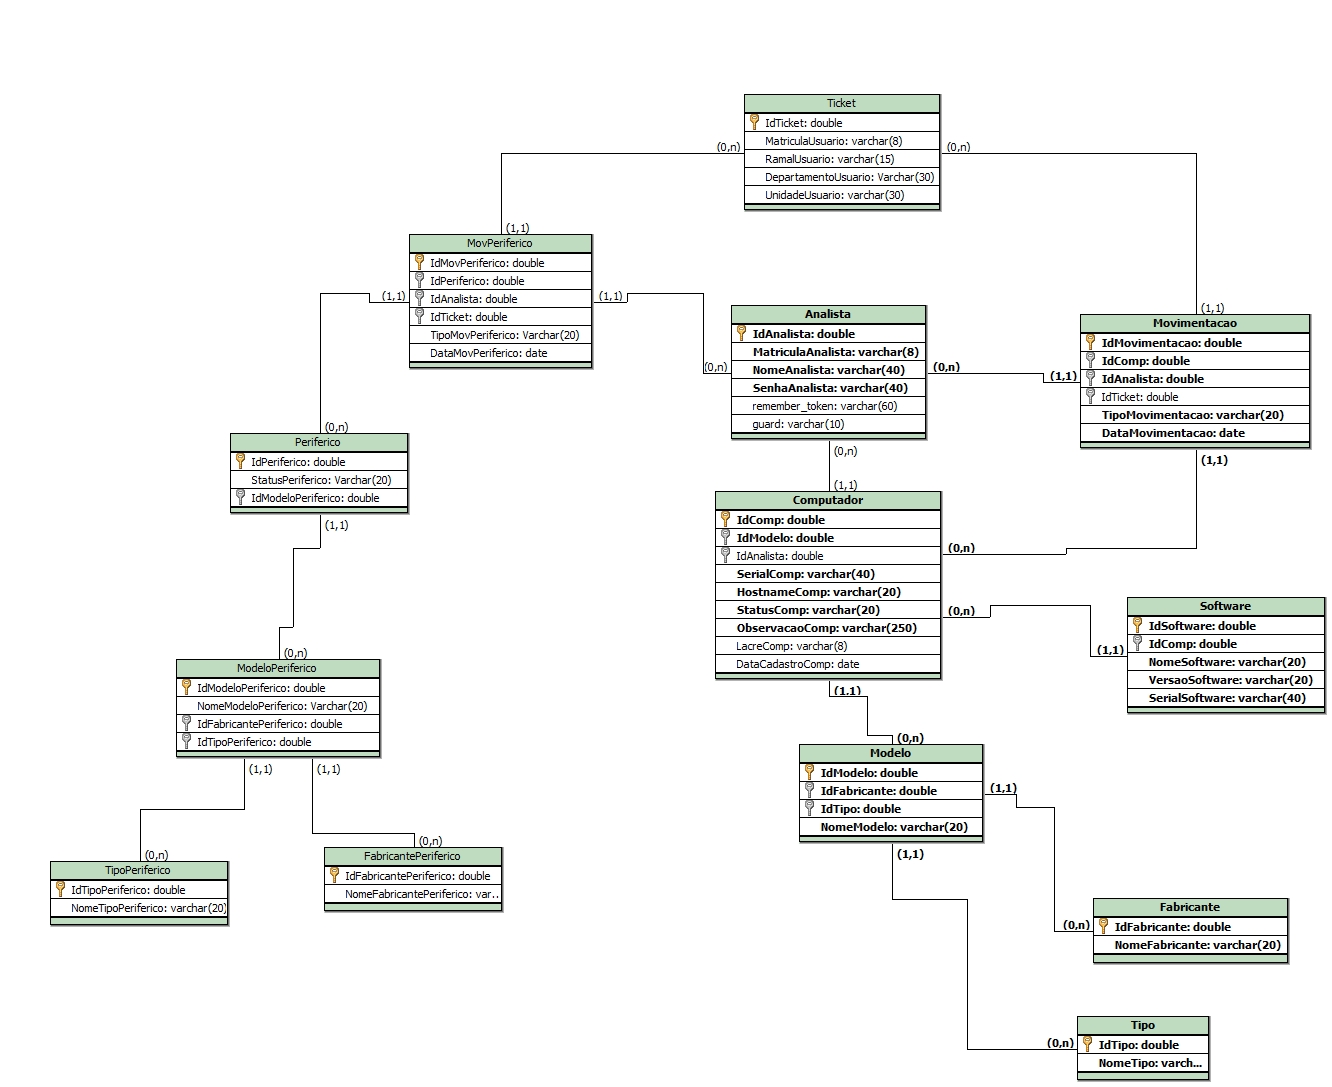 Ticket
IdTicket: double
MatriculaUsuario: varchar(8)
RamalUsuario: varchar(15)
DepartamentoUsuario: Varchar(30)
UnidadeUsuario: varchar(30)
(0,n)
(0,n)
(1,1)
MovPeriferico
IdMovPeriferico: double
IdPeriferico: double
IdAnalista: double
IdTicket: double
TipoMovPeriferico: Varchar(20)
DataMovPeriferico: date
(1,1)
(1,1)
Analista
IdAnalista: double
MatriculaAnalista: varchar(8)
NomeAnalista: varchar(40)
SenhaAnalista: varchar(40)
remember_token: varchar(60)
guard: varchar(10)
(0,n)
(0,n)
(0,n)
(1,1)
Movimentacao
IdMovimentacao: double
IdComp: double
IdAnalista: double
IdTicket: double
TipoMovimentacao: varchar(20)
DataMovimentacao: date
(1,1)
(1,1)
(0,n)
Periferico
IdPeriferico: double
StatusPeriferico: Varchar(20)
IdModeloPeriferico: double
(1,1)
(1,1)
Computador
IdComp: double
IdModelo: double
IdAnalista: double
SerialComp: varchar(40)
HostnameComp: varchar(20)
StatusComp: varchar(20)
ObservacaoComp: varchar(250)
LacreComp: varchar(8)
DataCadastroComp: date
(0,n)
(0,n)
(1,1)
Software
IdSoftware: double
IdComp: double
NomeSoftware: varchar(20)
VersaoSoftware: varchar(20)
SerialSoftware: varchar(40)
(1,1)
(0,n)
ModeloPeriferico
IdModeloPeriferico: double
NomeModeloPeriferico: Varchar(20)
IdFabricantePeriferico: double
IdTipoPeriferico: double
(1,1)
(1,1)
(0,n)
Modelo
IdModelo: double
IdFabricante: double
IdTipo: double
NomeModelo: varchar(20)
(1,1)
(1,1)
(0,n)
TipoPeriferico
IdTipoPeriferico: double
NomeTipoPeriferico: varchar(20)
(0,n)
FabricantePeriferico
IdFabricantePeriferico: double
NomeFabricantePeriferico: var...
(0,n)
Fabricante
IdFabricante: double
NomeFabricante: varchar(20)
(0,n)
Tipo
IdTipo: double
NomeTipo: varch...